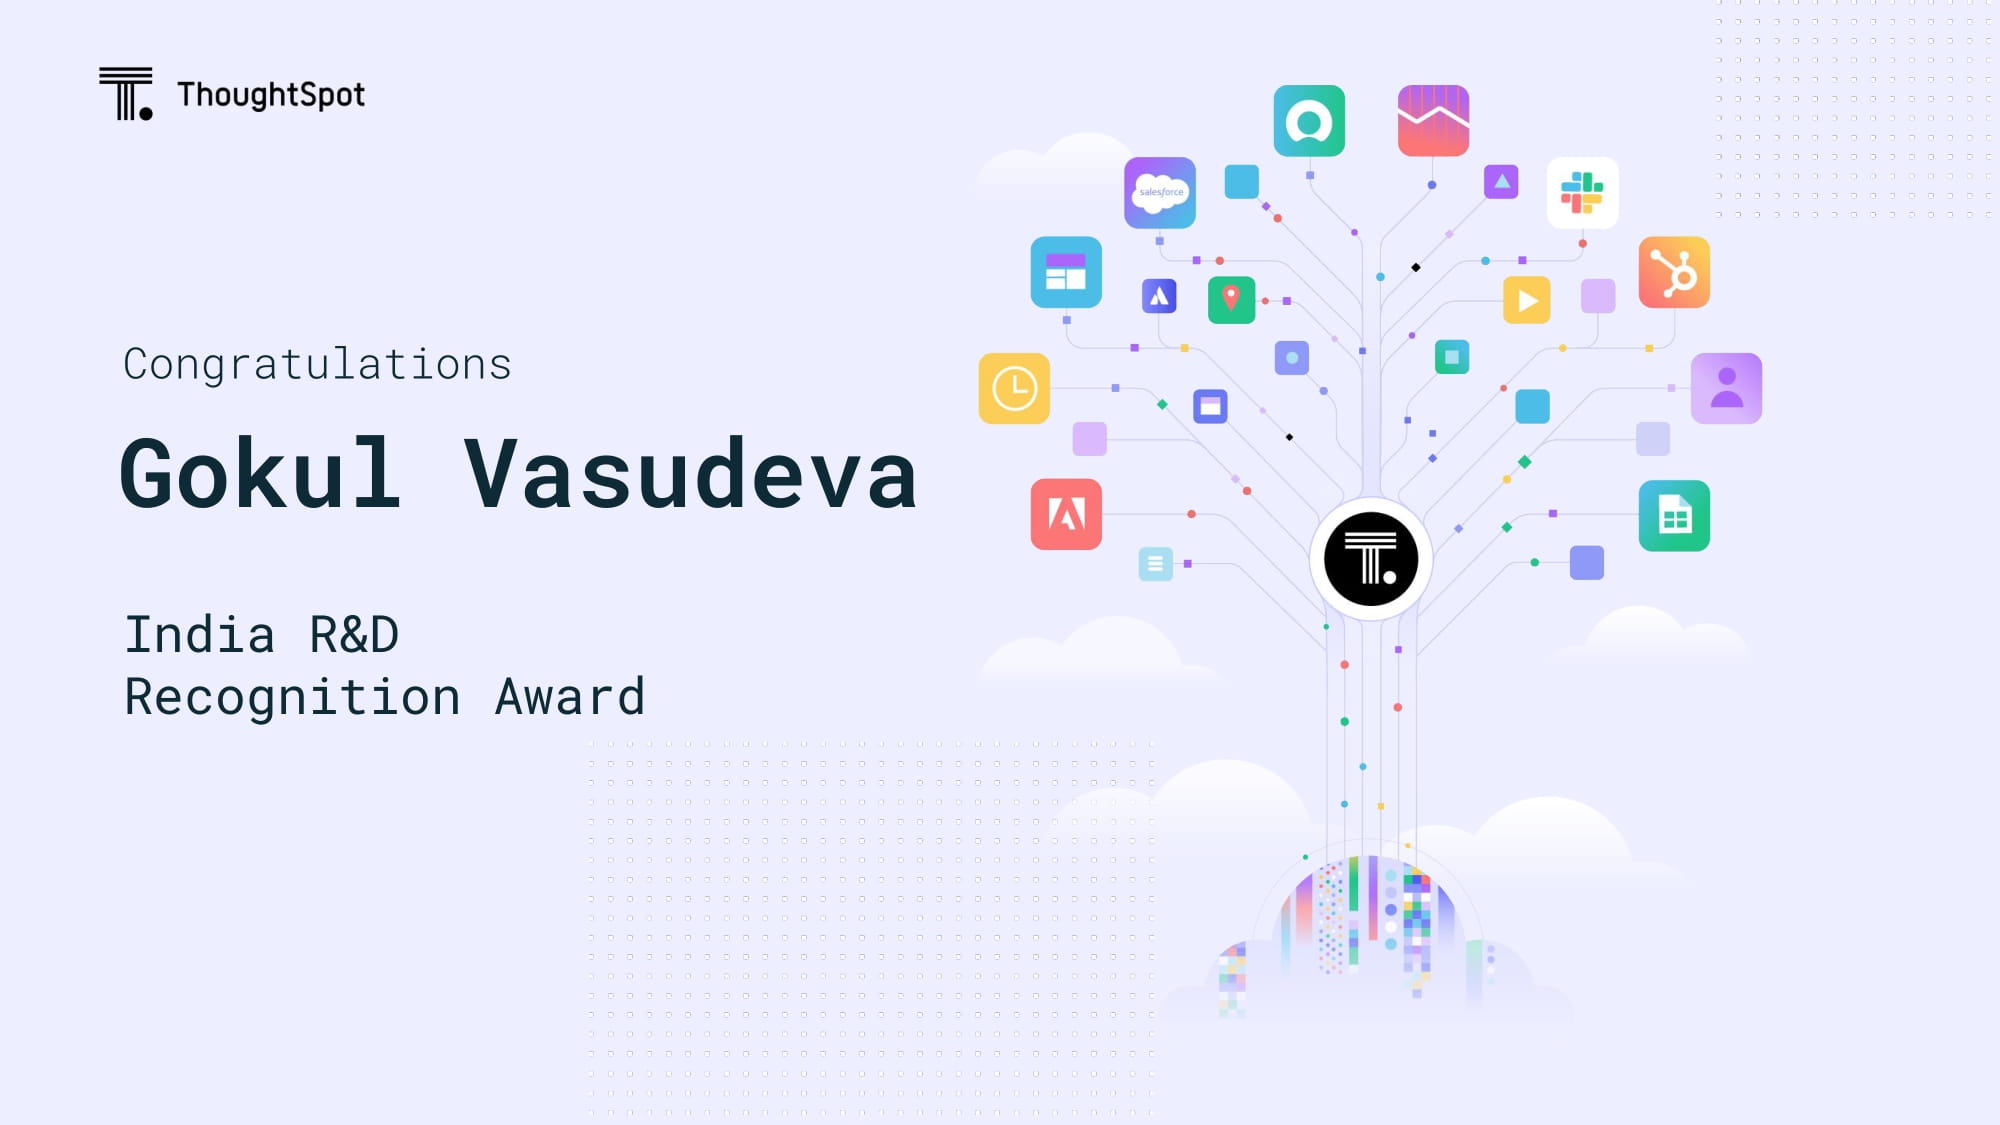 ThoughtSpot
Congratulations
Gokul Vasudeva
India R&D
Recognition Award
salesforce